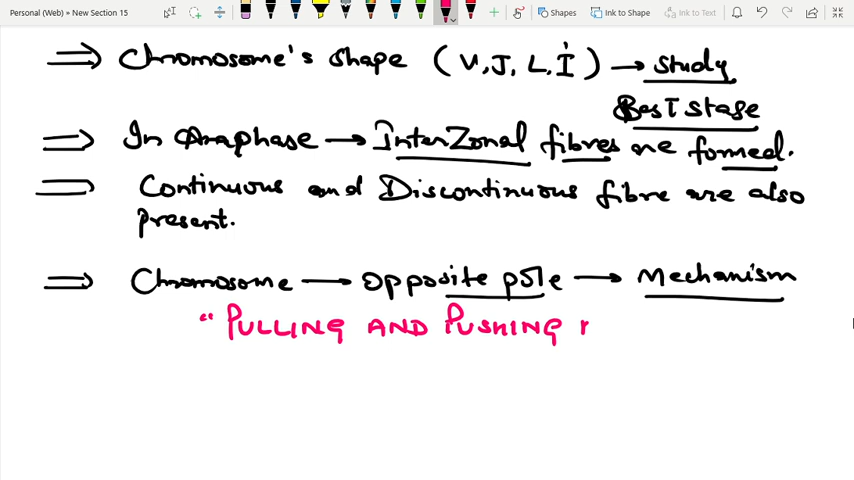 Personal (Web) » New Section 15
Shapes
Ink to Shape
Ink to Text
⇒ Chromosome's shape (V, J, L, I) → study
Best stage
⇒ In Anaphase → InterZonal fibres are formed.
⇒ Continuous and Discontinuous fibre are also
present.
⇒ Chromosome → opposite pole → Mechanism
"PULLING AND PUSHING